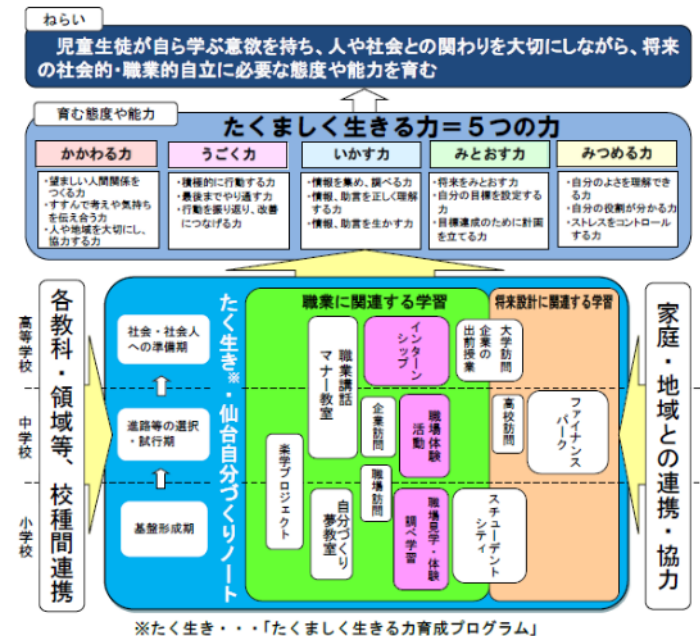 ねらい
児童生徒が自ら学ぶ意欲を持ち、人や社会との関わりを大切にしながら、将来
の社会的・職業的自立に必要な態度や能力を育む
育む態度や能力
たくましく生きる力＝５つの力
かかわる力
・望ましい人間関係を
つくる力
・すすんで考えや気持ち
を伝え合う力
・人や地域を大切にし、
協力する力
うごく力
・積極的に行動する力
・最後までやり通す力
・行動を振り返り、改善
につなげる力
いかす力
・情報を集め、調べる力
・情報、助言を正しく理解
する力
・情報、助言を生かす力
みとおす力
・将来をみとおす力
・自分の目標を設定する
力
・目標達成のために計画
を立てる力
みつめる力
・自分のよさを理解でき
る力
・自分の役割が分かる力
・ストレスをコントロール
する力
高等学校
中学校
小学校
各教科・領域等、校種間連携
社会・社会人
への準備期
進路等の選択
・試行期
基盤形成期
たく生き※・仙台自分づくりノート
職業に関連する学習
将来設計に関連する学習
職業講話
マナー教室
インターン
シップ
企業の
出前授業
大学訪問
企業訪問
職場体験
活動
高校訪問
ファイナンス
パーク
楽学プロジェクト
職場訪問
自分づくり
夢教室
職場見学・体験
調べ学習
スチューデント
シティ
家庭・地域との連携・協力
※たく生き・・・「たくましく生きる力育成プログラム」